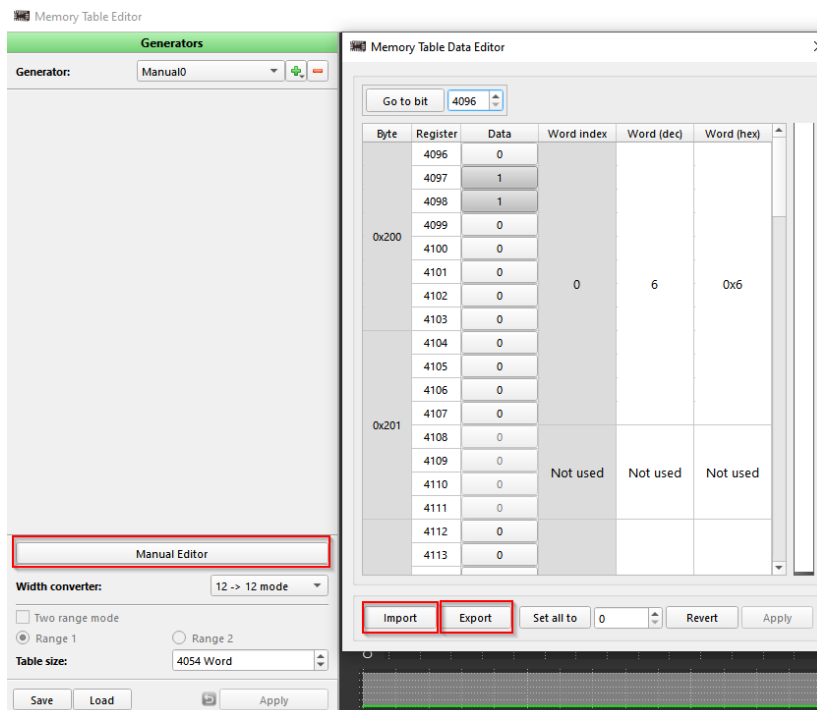 Memory Table Editor
Generators
Generator:
Manual0
Manual Editor
Width converter:
12 -> 12 mode
Two range mode
Range 1
Range 2
Table size:
4054 Word
Save
Load
Apply
Memory Table Data Editor
Go to bit
4096
Byte Register Data Word index Word (dec) Word (hex)
0x200
4096 0
4097 1
4098 1
4099 0
4100 0
4101 0
4102 0
4103 0
0 6 0x6
0x201
4104 0
4105 0
4106 0
4107 0
4108 0
4109 0
4110 0
4111 0
Not used Not used Not used
4112 0
4113 0
Import
Export
Set all to
0
Revert
Apply
0